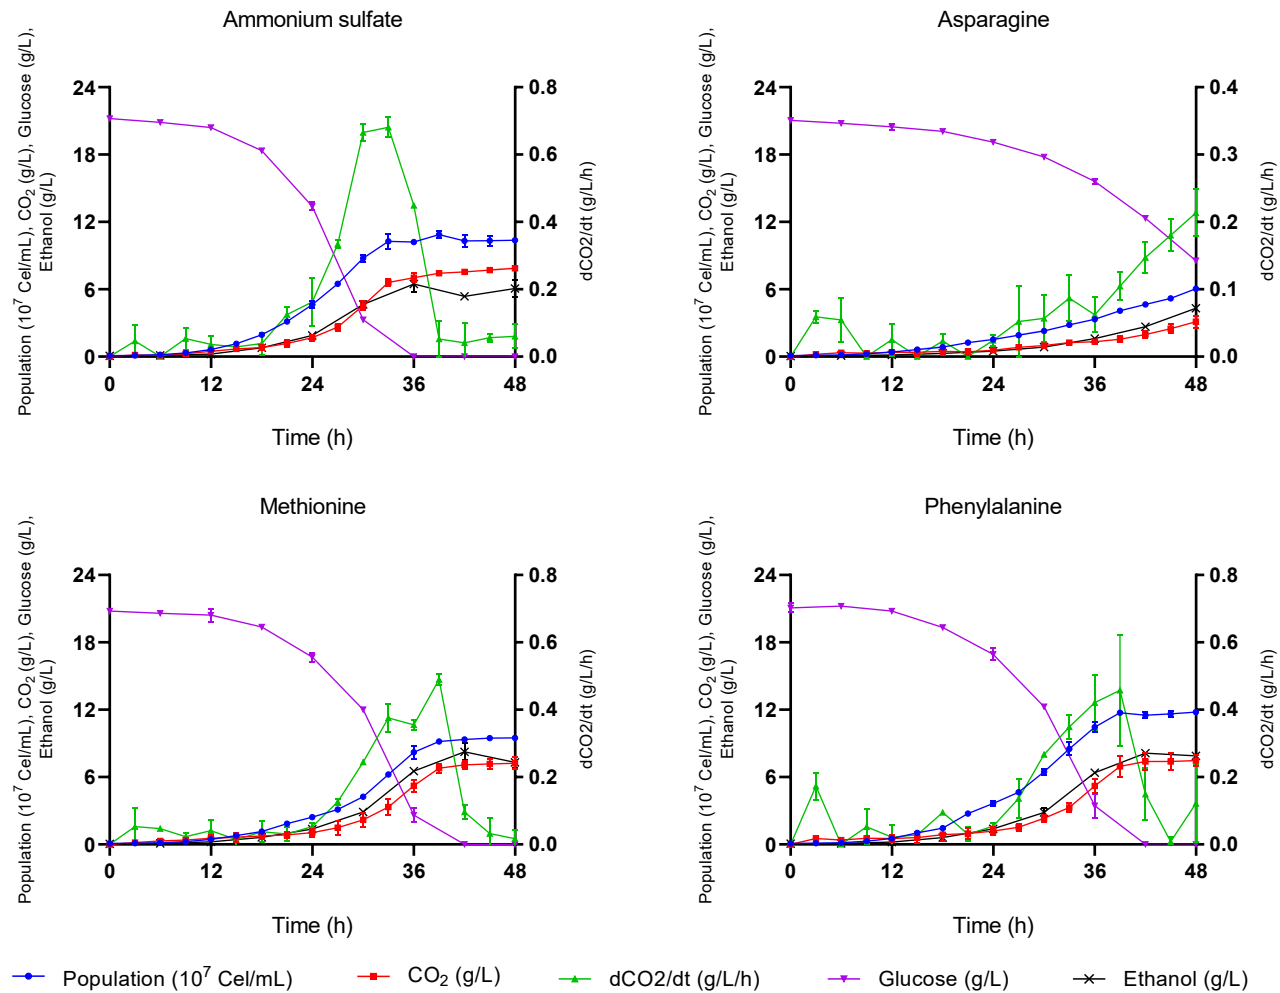 Ammonium sulfate
Population (10⁷ Cel/mL), CO₂ (g/L), Glucose (g/L),
Ethanol (g/L)
24
18
12
6
0
0.8
0.6
0.4
0.2
0.0
dCO2/dt (g/L/h)
0 12 24 36 48
Time (h)
Asparagine
Population (10⁷ Cel/mL), CO₂ (g/L), Glucose (g/L),
Ethanol (g/L)
24
18
12
6
0
0.4
0.3
0.2
0.1
0.0
dCO2/dt (g/L/h)
0 12 24 36 48
Time (h)
Methionine
Population (10⁷ Cel/mL), CO₂ (g/L), Glucose (g/L),
Ethanol (g/L)
24
18
12
6
0
0.8
0.6
0.4
0.2
0.0
dCO2/dt (g/L/h)
0 12 24 36 48
Time (h)
Phenylalanine
Population (10⁷ Cel/mL), CO₂ (g/L), Glucose (g/L),
Ethanol (g/L)
24
18
12
6
0
0.8
0.6
0.4
0.2
0.0
dCO2/dt (g/L/h)
0 12 24 36 48
Time (h)
Population (10⁷ Cel/mL) CO₂ (g/L) dCO2/dt (g/L/h) Glucose (g/L) Ethanol (g/L)